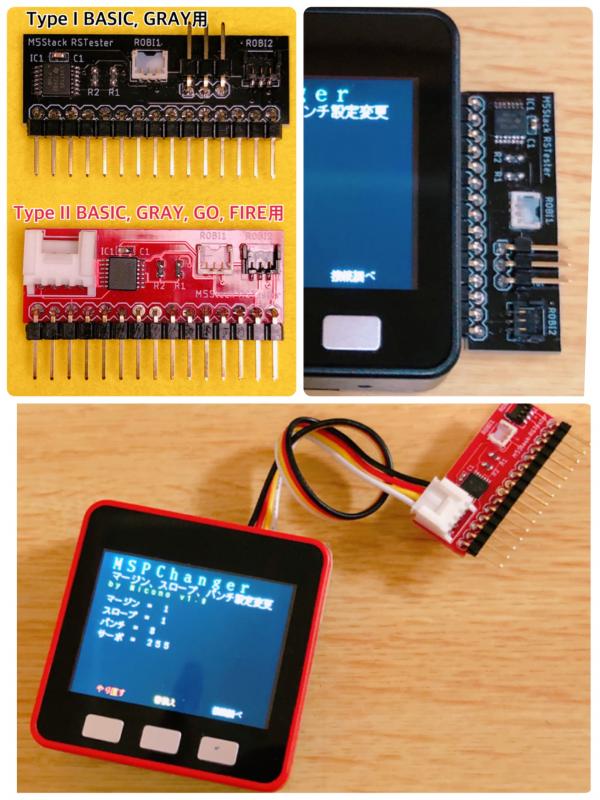 Type I BASIC, GRAY用
M5Stack RSTester
ROBI1
ROBI2
IC1
C1
R2
R1
Type II BASIC, GRAY, GO, FIRE用
IC1
C1
ROBI1
ROBI2
R2
R1
ger
ンチ設定変更
接続調べ
M5Stack RSTester
IC1
C1
R2
R1
ROBI1
ROBI2
MSPChanger
マージン、スロープ、パンチ設定変更
by Micono v1.0
マージン = 1
スロープ = 1
パンチ = 8
サーボ = 255
やり直す
書換え
接続調べ